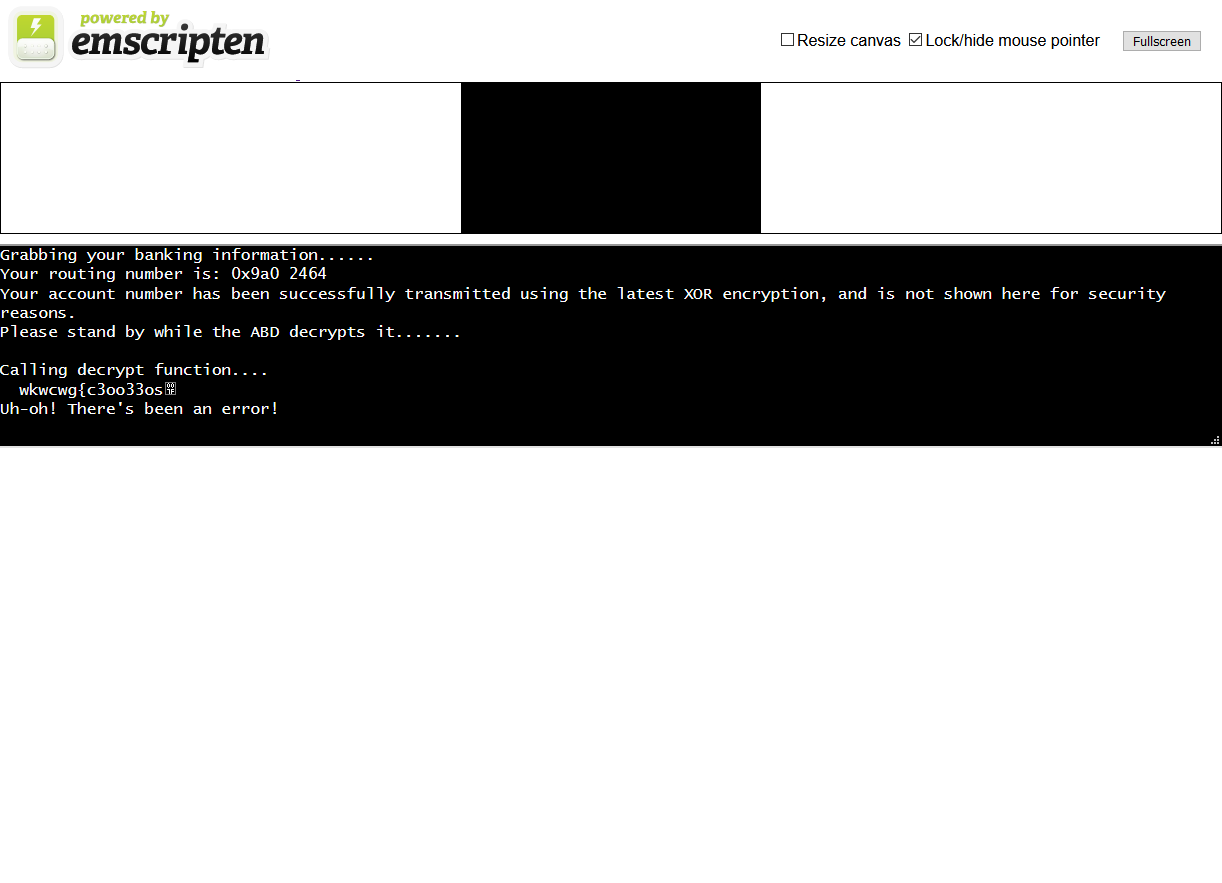 powered by
emscripten
Resize canvas Lock/hide mouse pointer Fullscreen
Grabbing your banking information......
Your routing number is: 0x9a0 2464
Your account number has been successfully transmitted using the latest XOR encryption, and is not shown here for security
reasons.
Please stand by while the ABD decrypts it.......
Calling decrypt function....
wkwcwg{c3oo33os
Uh-oh! There's been an error!